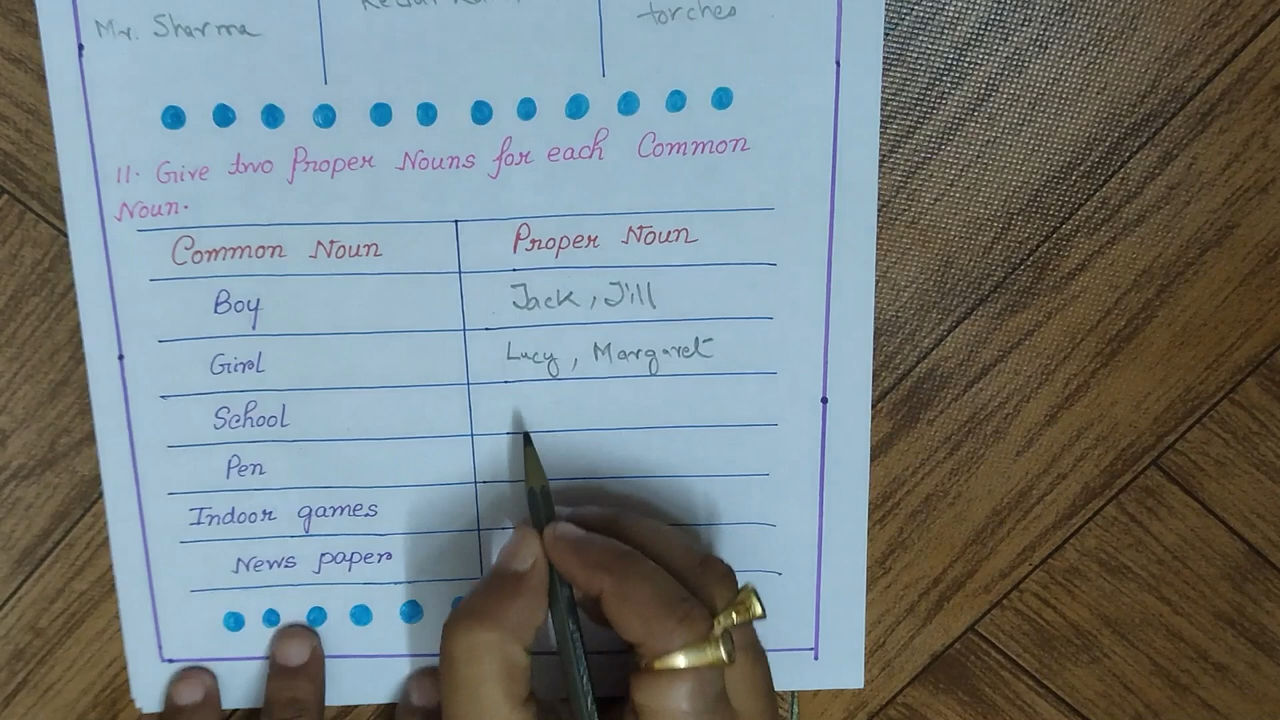 Mr. Sharma
torches
11. Give two Proper Nouns for each Common
Noun.
Common Noun Proper Noun
Boy Jack, Jill
Girl Lucy, Margaret
School
Pen
Indoor games
News paper